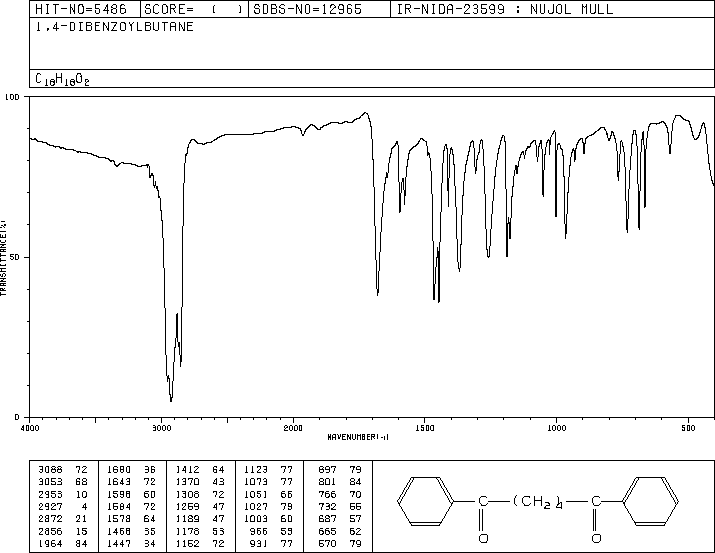 HIT-NO=5486 SCORE= ( ) SDBS-NO=12965 IR-NIDA-23599 : NUJOL MULL
1,4-DIBENZOYLBUTANE
C18H18O2
100
50
0
TRANSMITTANCE(%)
4000 3000 2000 1500 1000 500
WAVENUMBER(-1)
3088 72 1680 36 1412 64 1123 77 897 79
3053 68 1643 72 1370 43 1073 77 801 84
2953 10 1598 60 1308 72 1051 66 766 70
2927 4 1584 72 1259 47 1027 79 732 55
2872 21 1578 64 1189 47 1003 60 687 57
2856 15 1468 35 1178 53 966 59 665 62
1964 84 1447 34 1152 72 931 77 570 79
C — (CH2)4 — C
O O